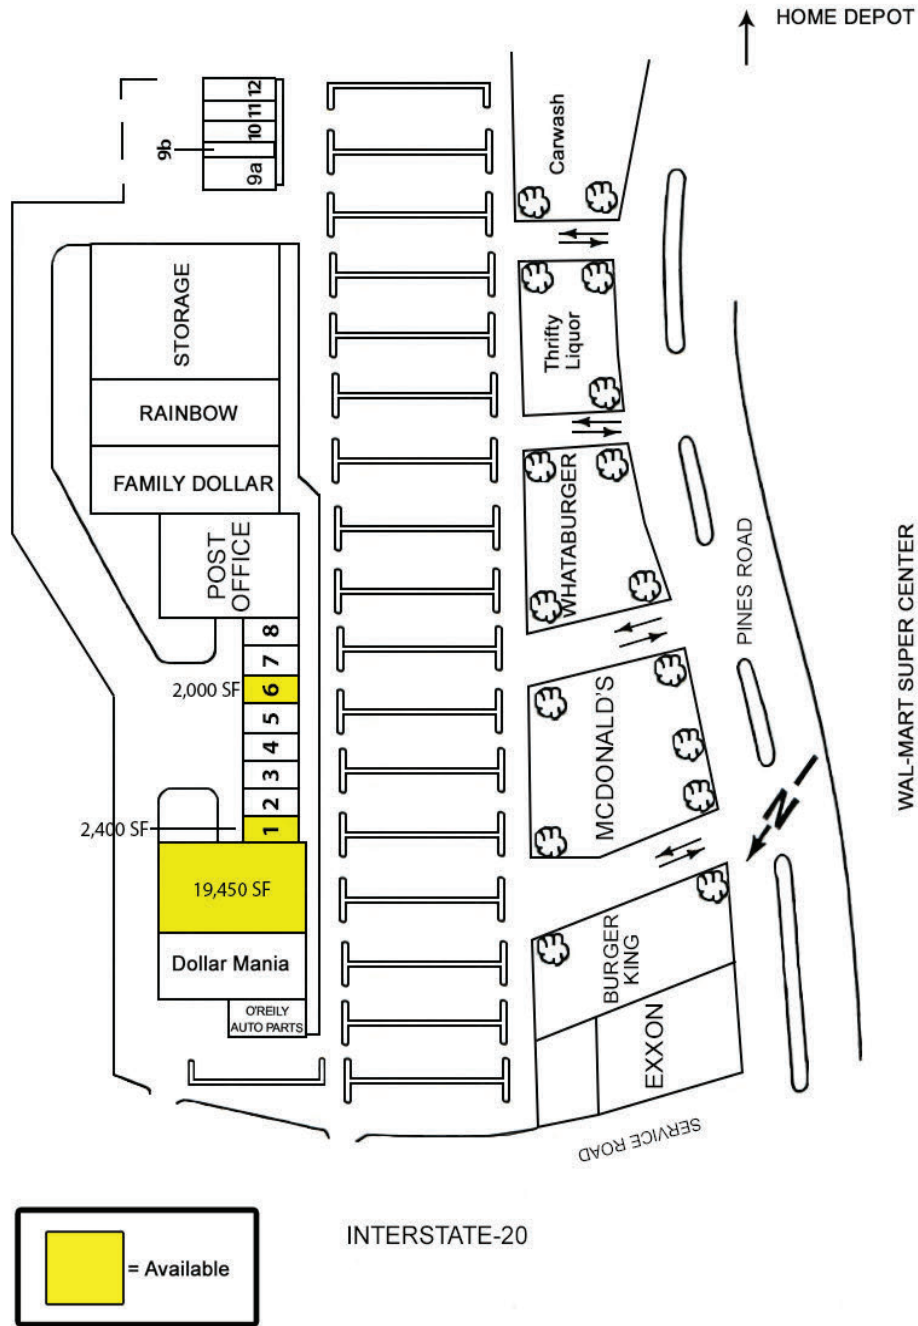 HOME DEPOT
12
11
10
9b
9a
Carwash
STORAGE
Thrifty
Liquor
RAINBOW
FAMILY DOLLAR
WHATABURGER
POST
OFFICE
PINES ROAD
WAL-MART SUPER CENTER
8
7
2,000 SF
6
5
4
3
2
2,400 SF
1
MCDONALD'S
N
19,450 SF
Dollar Mania
BURGER
KING
O'REILY
AUTO PARTS
EXXON
SERVICE ROAD
INTERSTATE-20
= Available